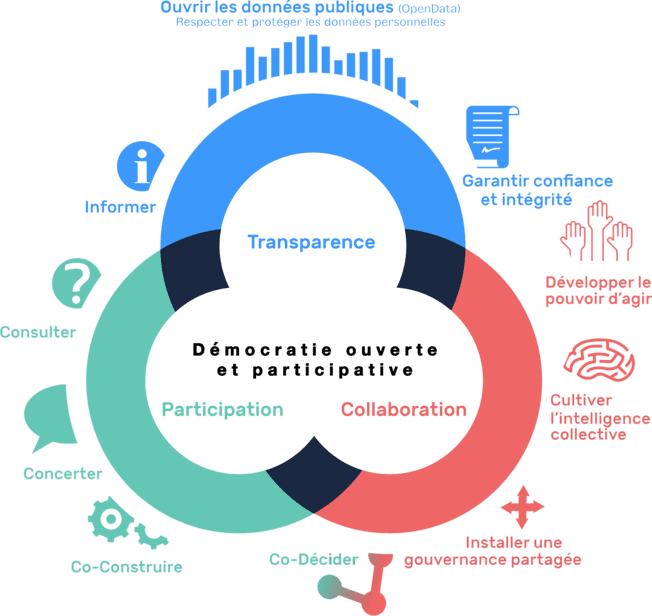 Ouvrir les données publiques (OpenData)
Respecter et protéger les données personnelles
Informer
Garantir confiance
et intégrité
Transparence
Développer le
pouvoir d'agir
Consulter
Démocratie ouverte
et participative
Participation
Collaboration
Cultiver
l'intelligence
collective
Concerter
Installer une
gouvernance partagée
Co-Construire
Co-Décider